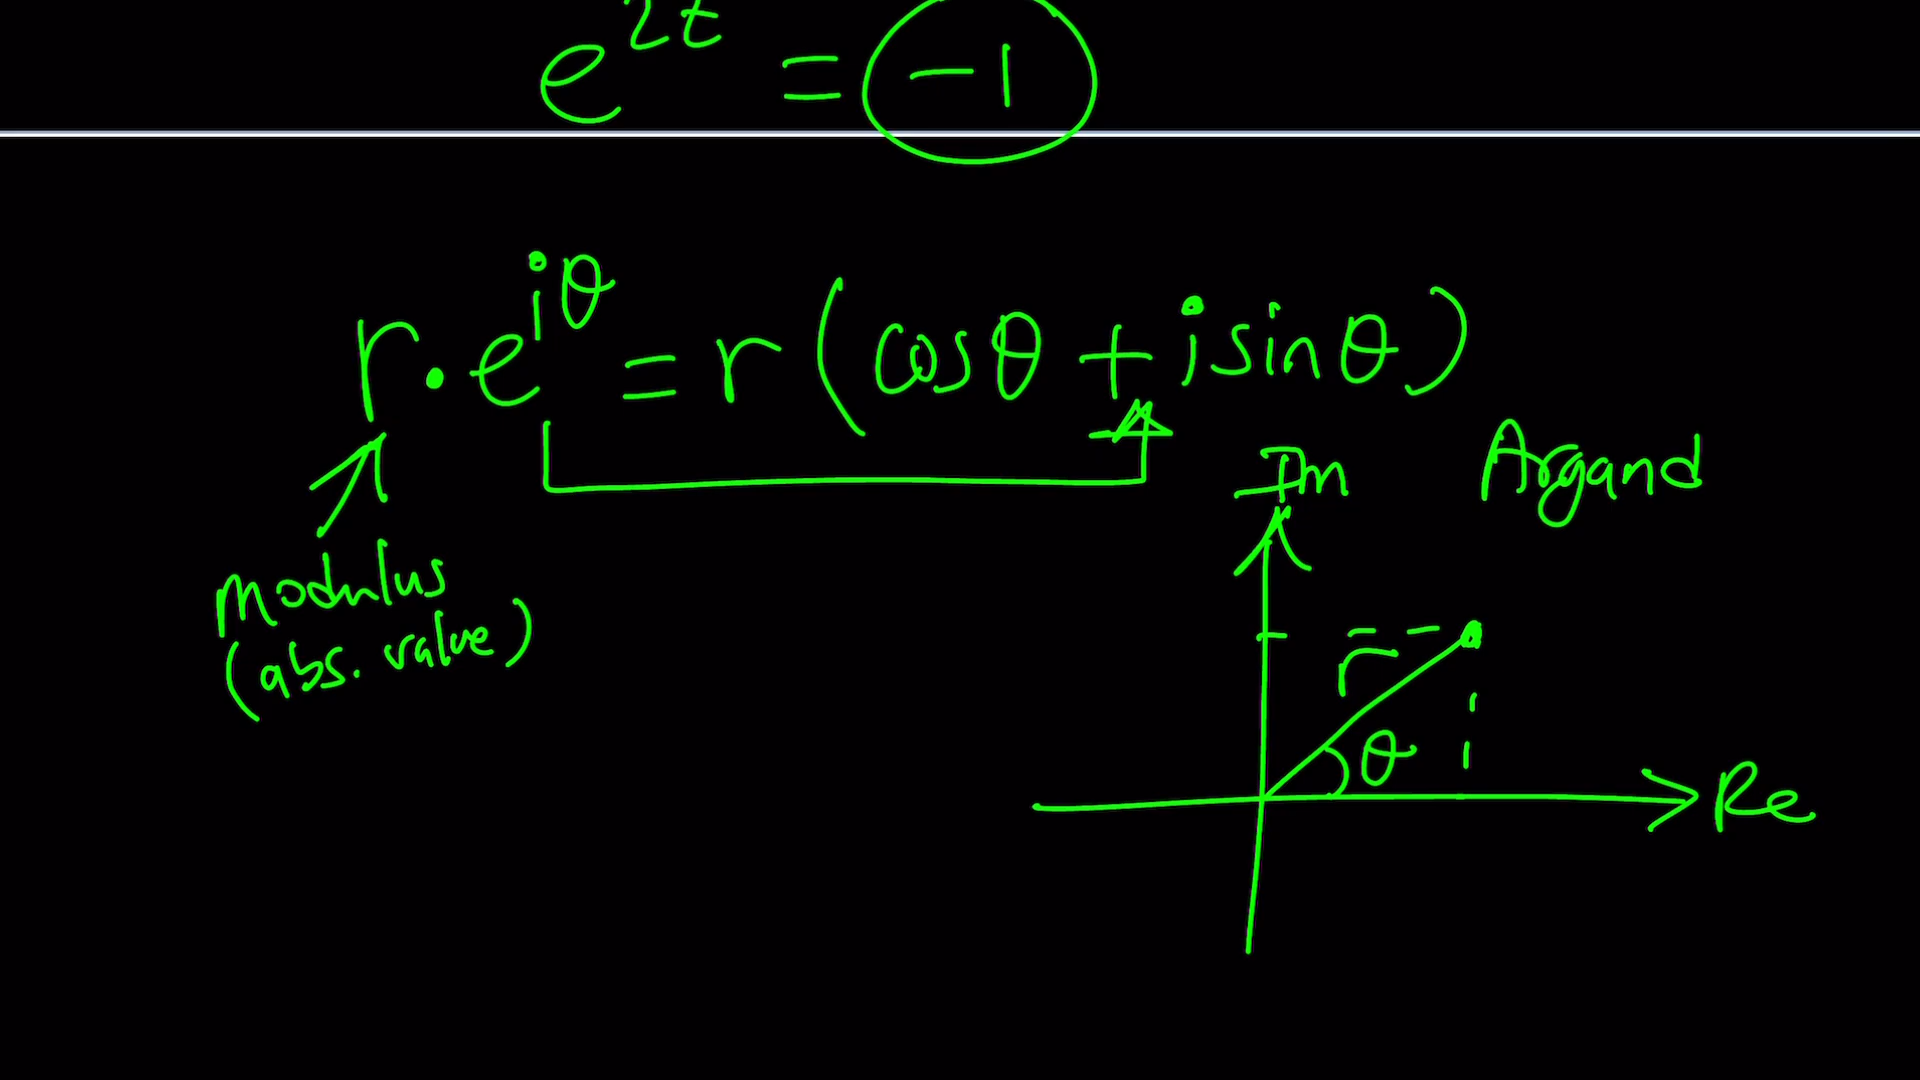 e^{2t} = -1
r · e^{iθ} = r (cosθ + i sinθ)
Im
Argand
modulus
(abs. value)
r
θ
Re